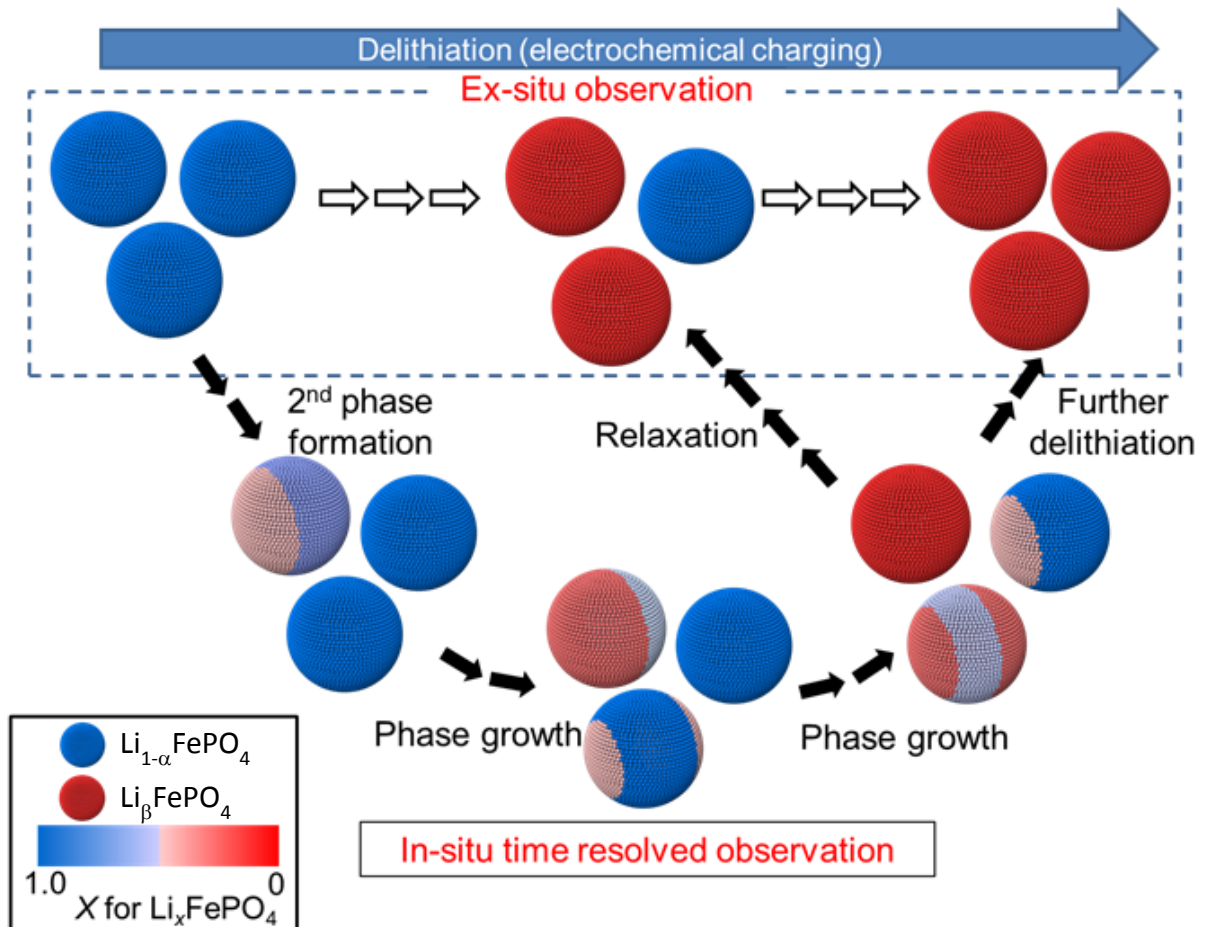 Delithiation (electrochemical charging)
Ex-situ observation
2nd phase
formation
Relaxation
Further
delithiation
Phase growth
Phase growth
In-situ time resolved observation
Li1-αFePO4
LiβFePO4
1.0 0
X for LixFePO4